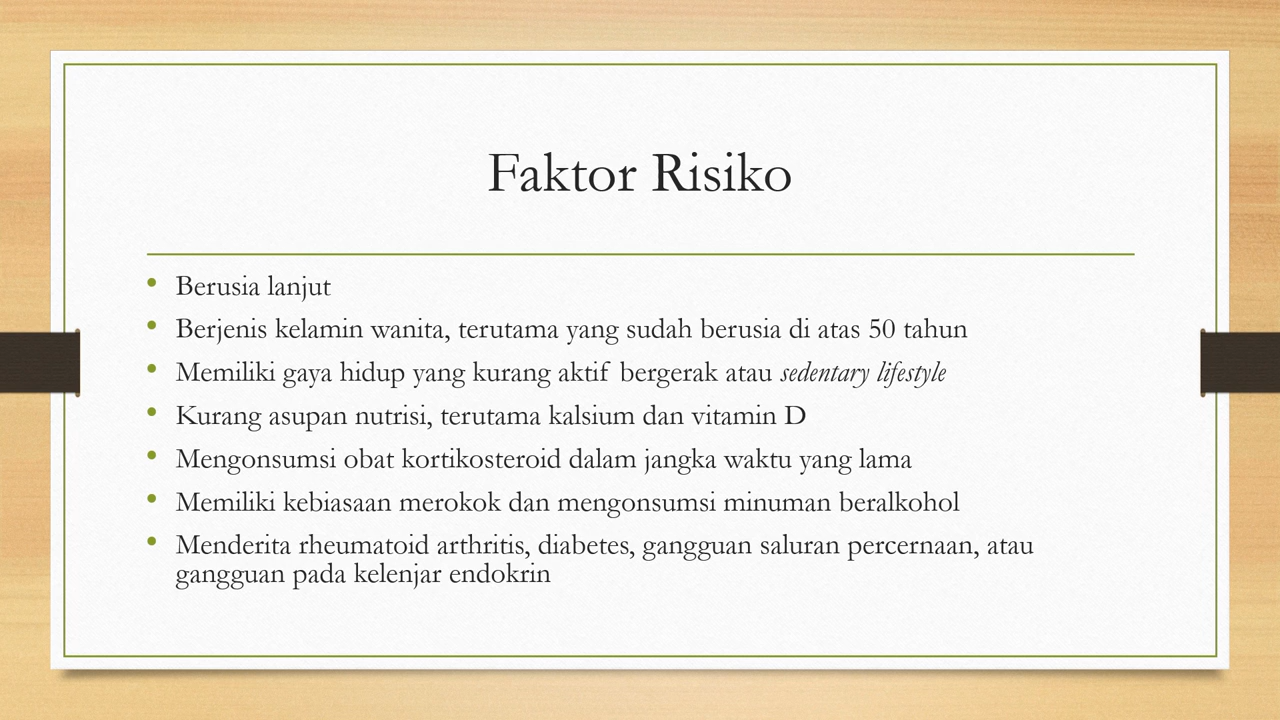 Faktor Risiko
• Berusia lanjut
• Berjenis kelamin wanita, terutama yang sudah berusia di atas 50 tahun
• Memiliki gaya hidup yang kurang aktif bergerak atau sedentary lifestyle
• Kurang asupan nutrisi, terutama kalsium dan vitamin D
• Mengonsumsi obat kortikosteroid dalam jangka waktu yang lama
• Memiliki kebiasaan merokok dan mengonsumsi minuman beralkohol
• Menderita rheumatoid arthritis, diabetes, gangguan saluran percernaan, atau
gangguan pada kelenjar endokrin